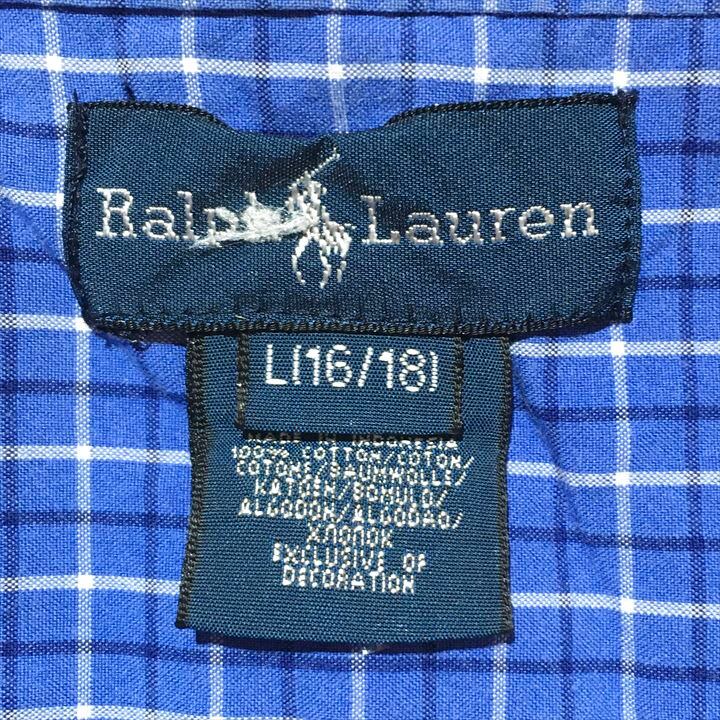 Ralph Lauren
L(16/18)
MADE IN INDONESIA
100% COTTON/COTON/
COTONE/BAUMWOLLE/
KATOEN/BOMULD/
ALGODON/ALGODAO/
ΧΛΟΠΟΚ
EXCLUSIVE OF
DECORATION